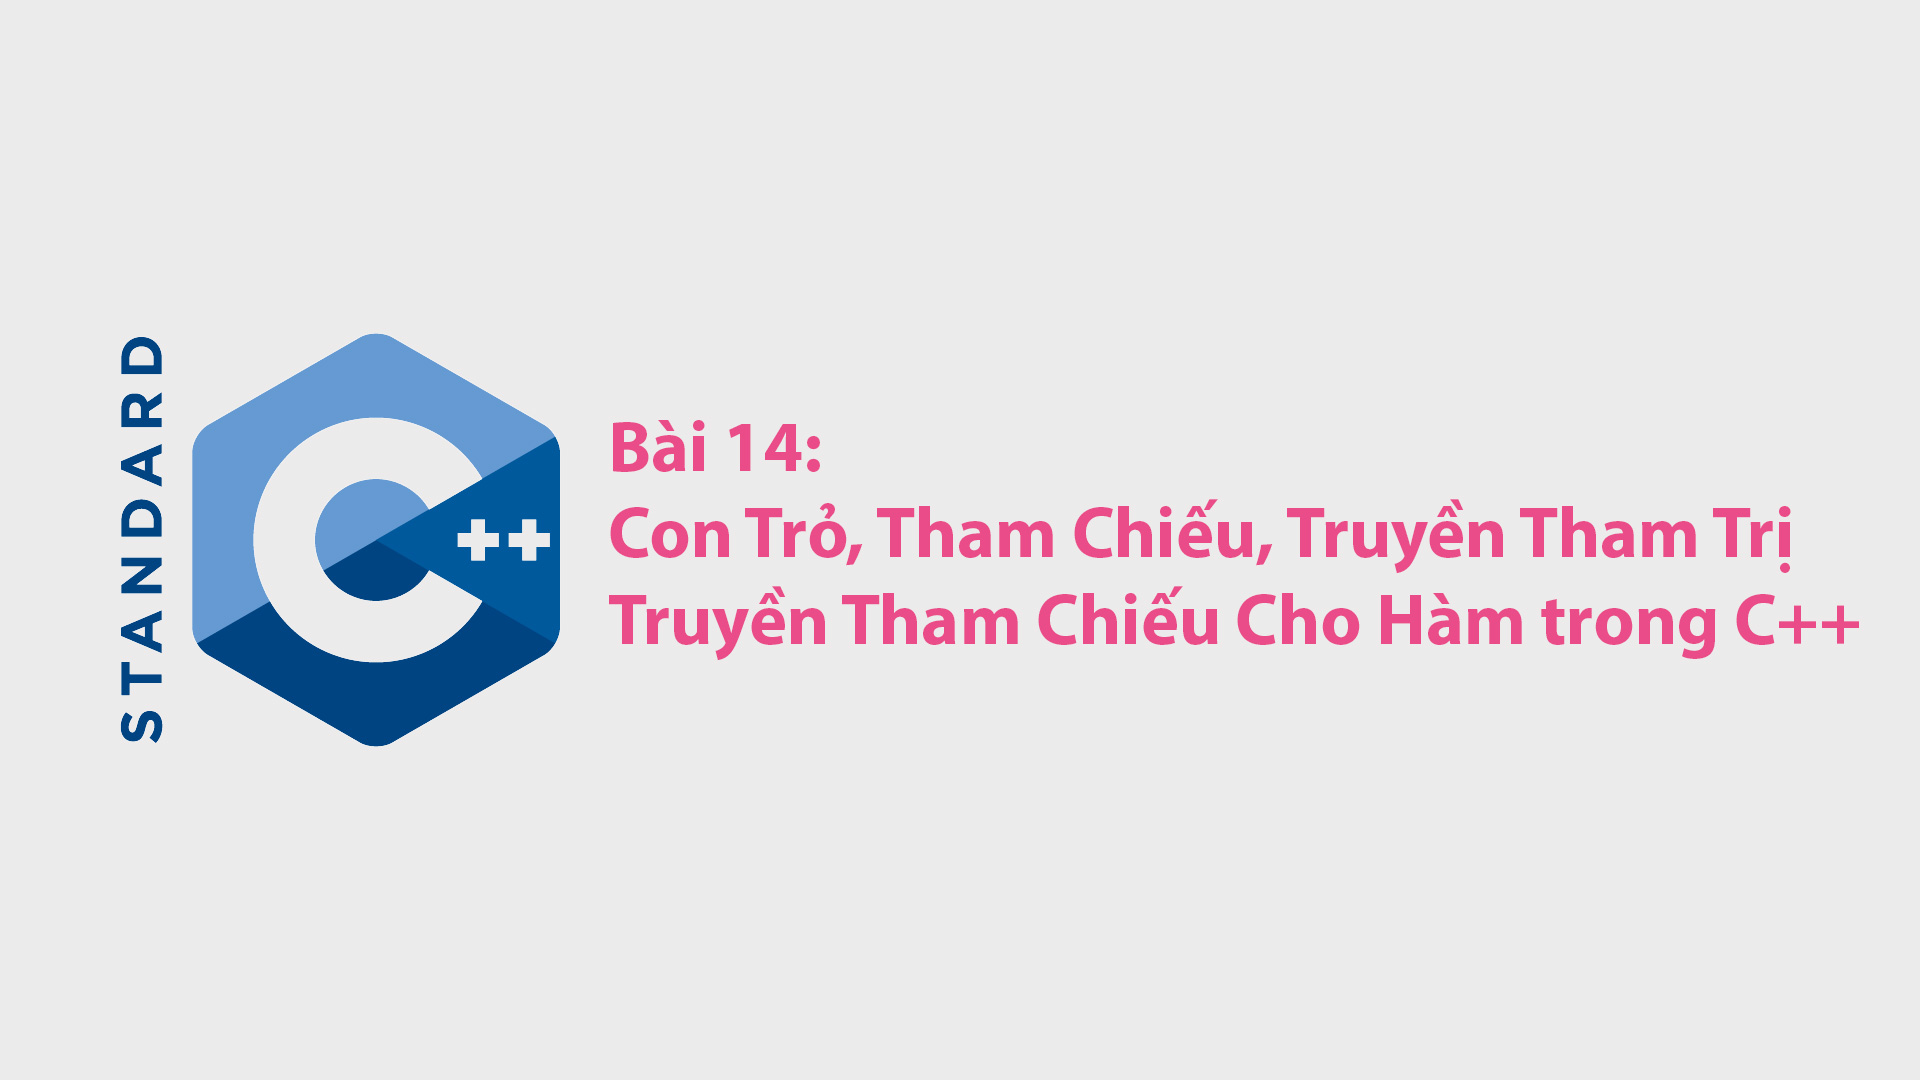 STANDARD
C++
Bài 14:
Con Trỏ, Tham Chiếu, Truyền Tham Trị
Truyền Tham Chiếu Cho Hàm trong C++